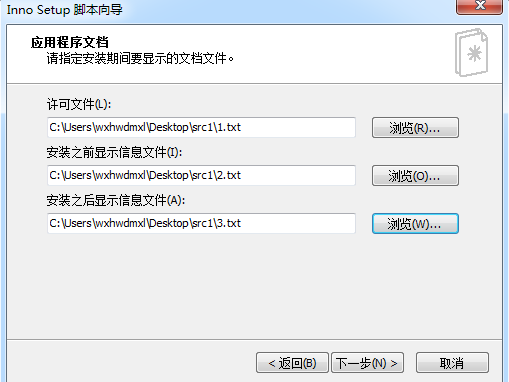 Inno Setup 脚本向导
应用程序文档
请指定安装期间要显示的文档文件。
许可文件(L):
C:\Users\wxhwdmxl\Desktop\src1\1.txt
浏览(R)...
安装之前显示信息文件(I):
C:\Users\wxhwdmxl\Desktop\src1\2.txt
浏览(O)...
安装之后显示信息文件(A):
C:\Users\wxhwdmxl\Desktop\src1\3.txt
浏览(W)...
< 返回(B)
下一步(N) >
取消